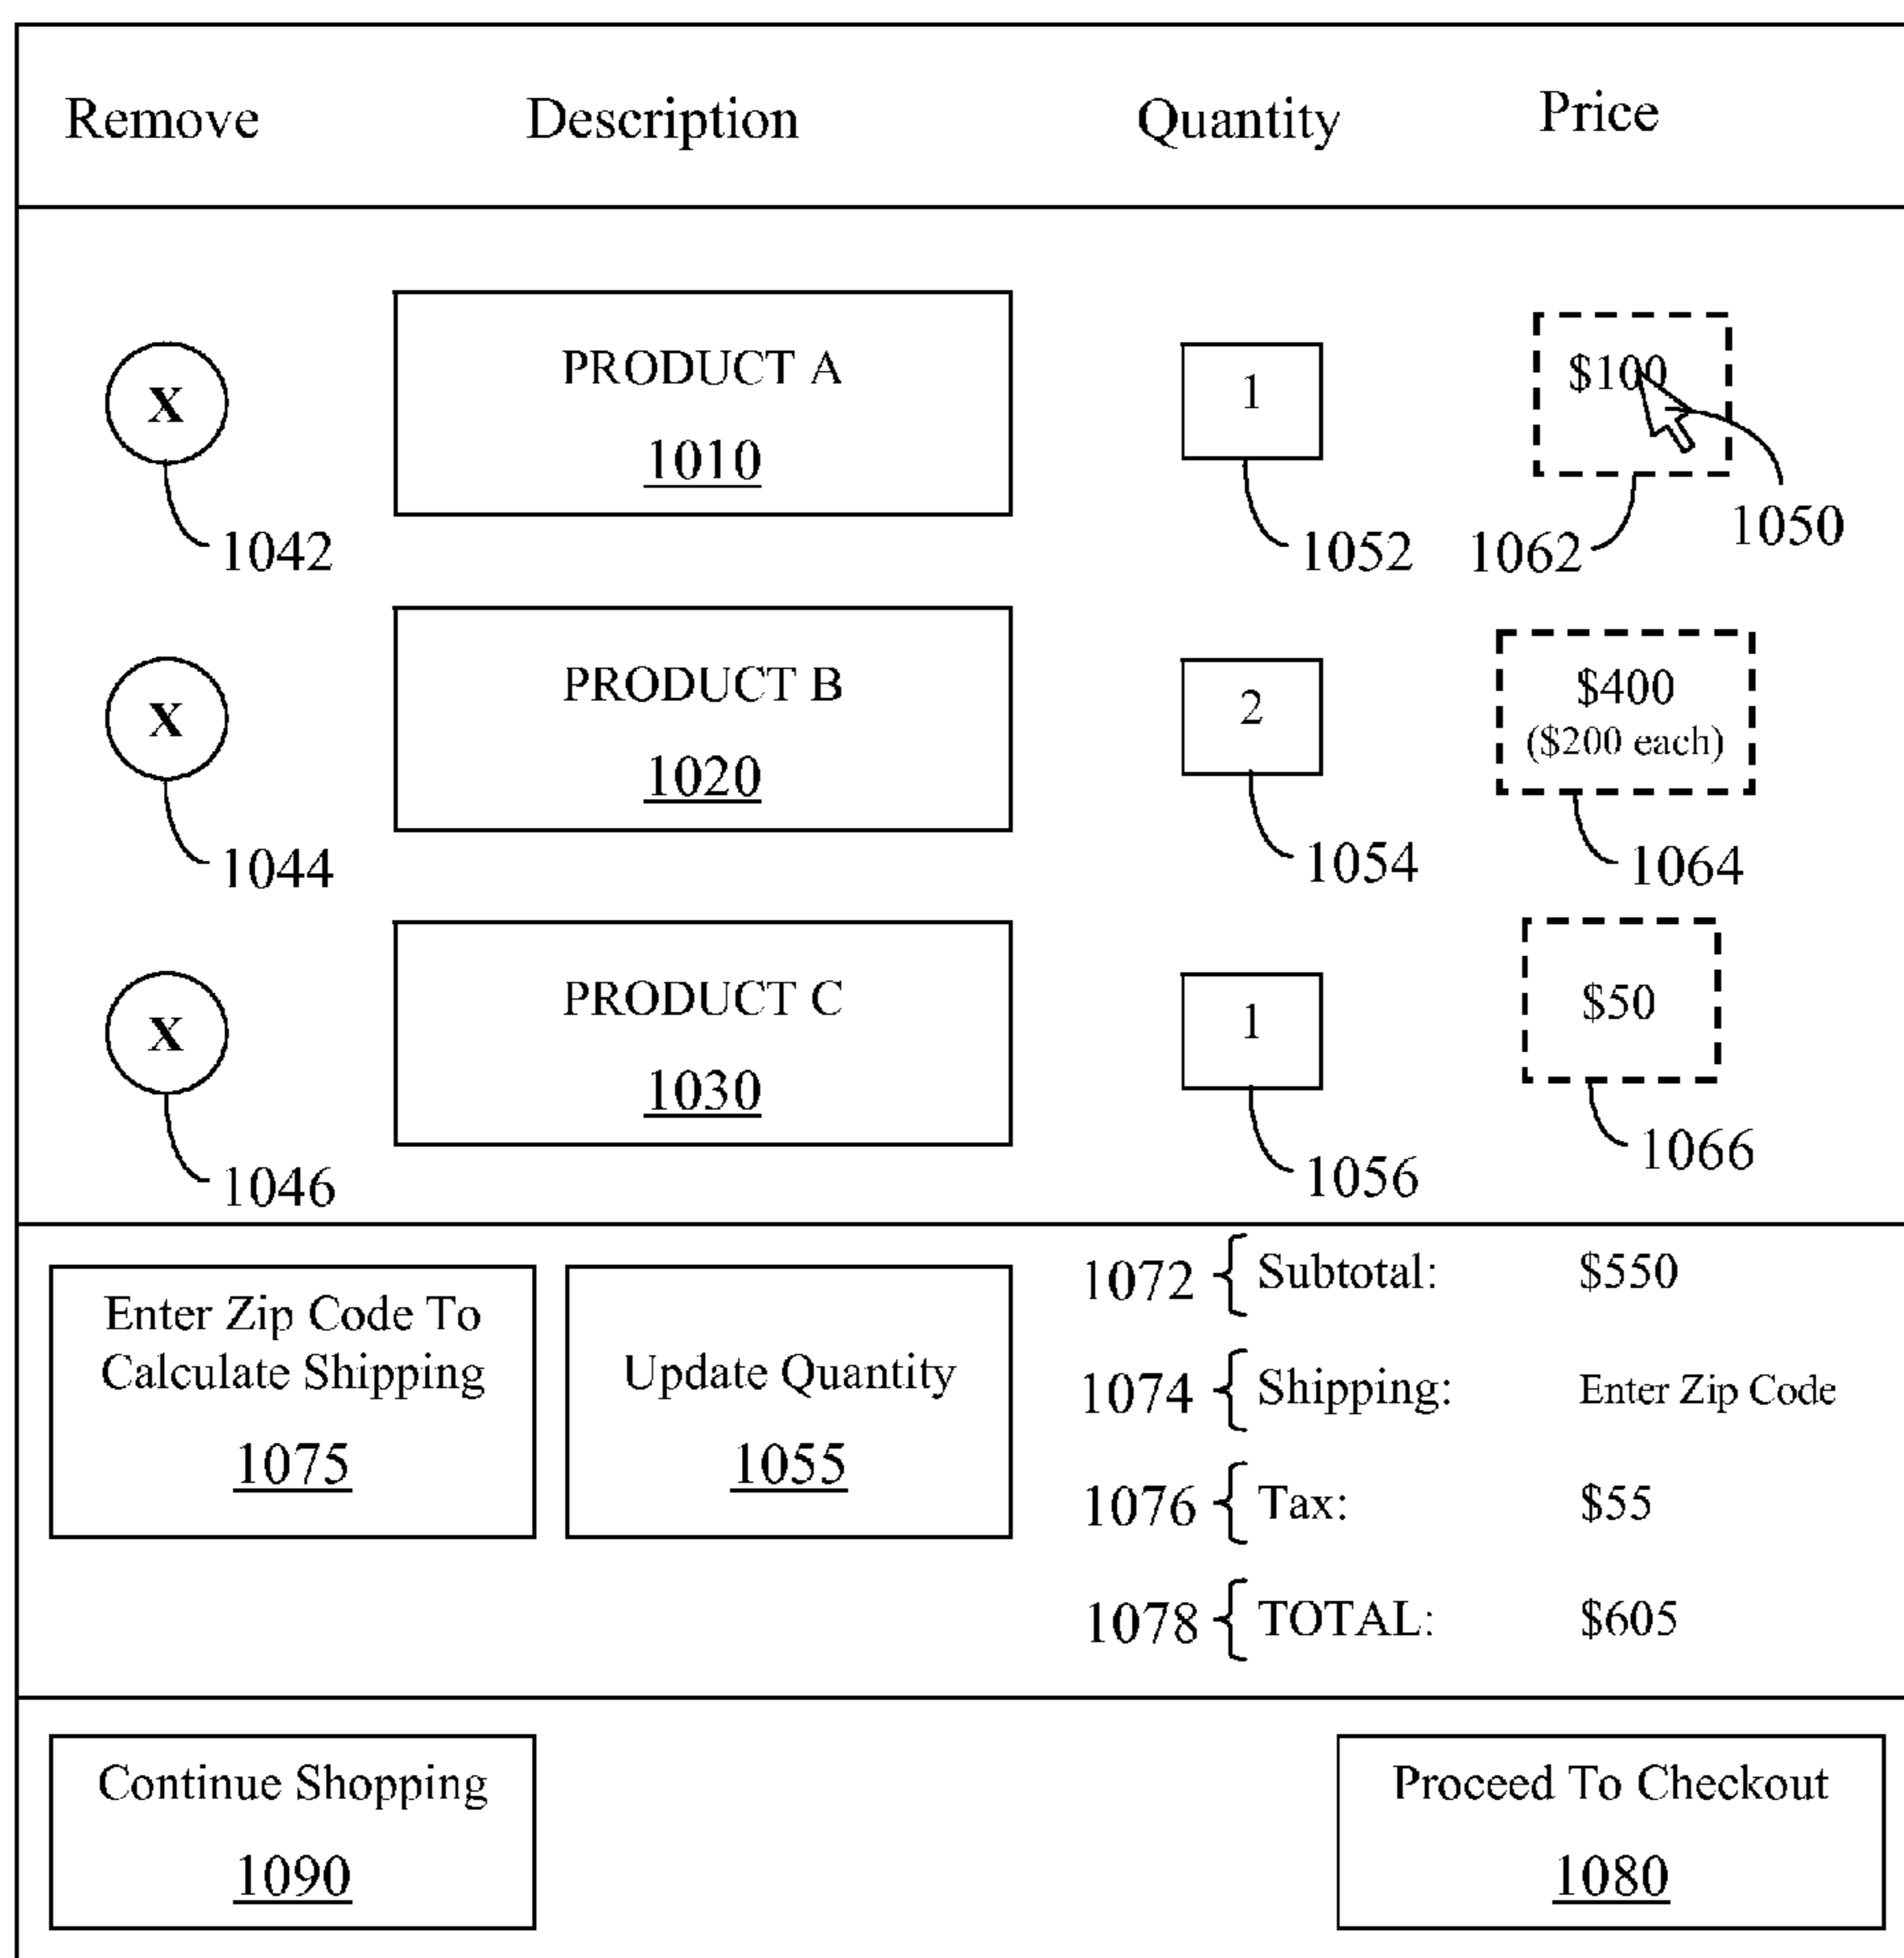 Remove Description Quantity Price
X PRODUCT A 1 $100
1010
1042 1052 1062 1050
X PRODUCT B 2 $400
($200 each)
1020
1044 1054 1064
X PRODUCT C 1 $50
1030
1046 1056 1066
Enter Zip Code To
Calculate Shipping
1075
Update Quantity
1055
1072 Subtotal: $550
1074 Shipping: Enter Zip Code
1076 Tax: $55
1078 TOTAL: $605
Continue Shopping
1090
Proceed To Checkout
1080